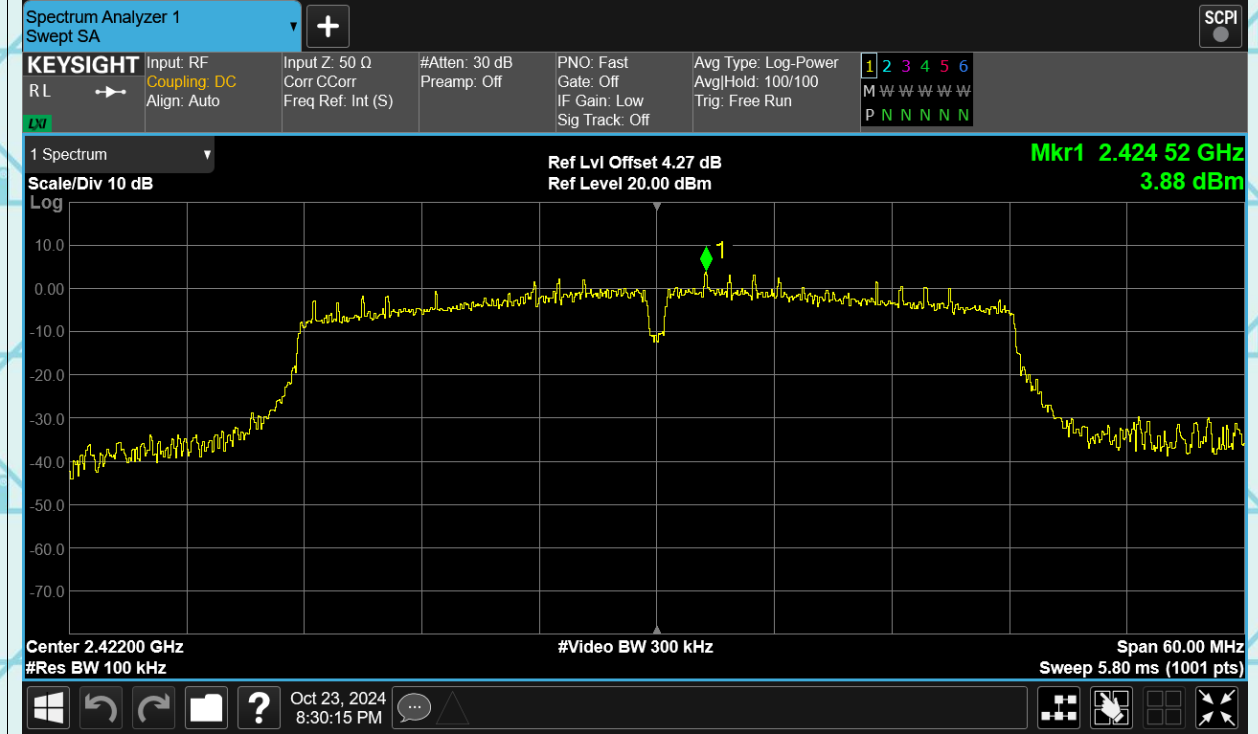 Spectrum Analyzer 1
Swept SA
SCPI
KEYSIGHT
R L
LXI
Input: RF
Coupling: DC
Align: Auto
Input Z: 50 Ω
Corr CCorr
Freq Ref: Int (S)
#Atten: 30 dB
Preamp: Off
PNO: Fast
Gate: Off
IF Gain: Low
Sig Track: Off
Avg Type: Log-Power
Avg|Hold: 100/100
Trig: Free Run
1 2 3 4 5 6
M W W W W W
P N N N N N
1 Spectrum
Scale/Div 10 dB
Log
Ref Lvl Offset 4.27 dB
Ref Level 20.00 dBm
Mkr1 2.424 52 GHz
3.88 dBm
1
10.0
0.00
-10.0
-20.0
-30.0
-40.0
-50.0
-60.0
-70.0
Center 2.42200 GHz
#Video BW 300 kHz
Span 60.00 MHz
#Res BW 100 kHz
Sweep 5.80 ms (1001 pts)
?
Oct 23, 2024
8:30:15 PM